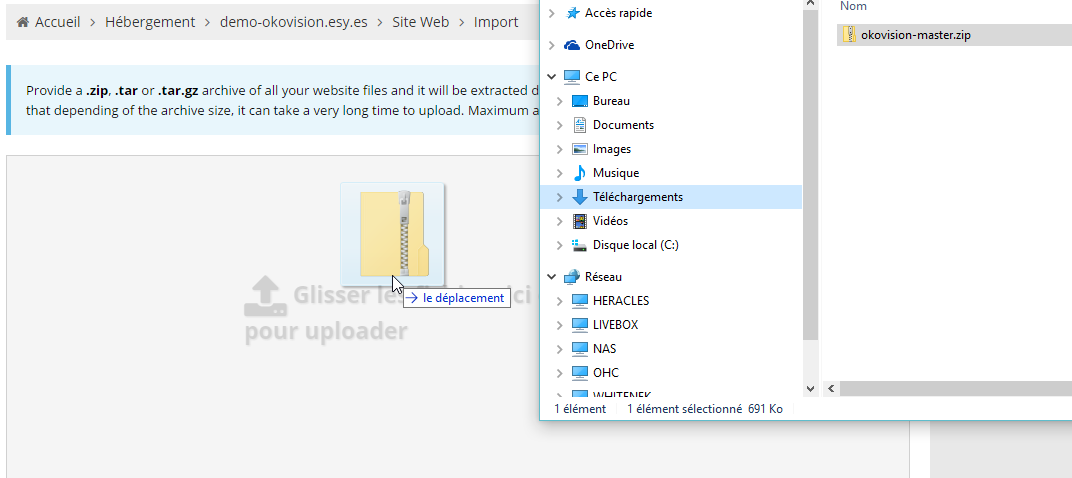 Accueil > Hébergement > demo-okovision.esy.es > Site Web > Import
Provide a .zip, .tar or .tar.gz archive of all your website files and it will be extracted d
that depending of the archive size, it can take a very long time to upload. Maximum a
Glisser les ici
pour uploader
le déplacement
Accès rapide
OneDrive
Ce PC
Bureau
Documents
Images
Musique
Téléchargements
Vidéos
Disque local (C:)
Réseau
HERACLES
LIVEBOX
NAS
OHC
WHITENEK
1 élément
1 élément sélectionné 691 Ko
Nom
okovision-master.zip